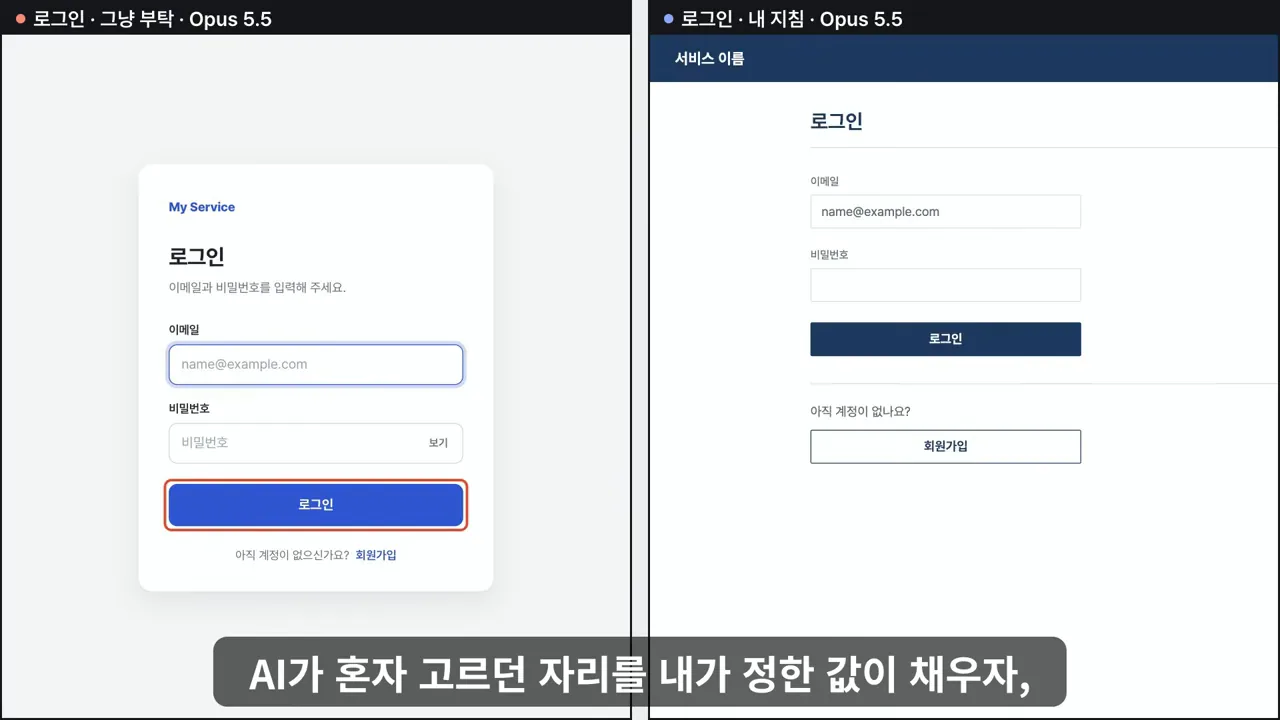 로그인 · 그냥 부탁 · Opus 5.5
My Service
로그인
이메일과 비밀번호를 입력해 주세요.
이메일
name@example.com
비밀번호
비밀번호 보기
로그인
아직 계정이 없으신가요? 회원가입
로그인 · 내 지침 · Opus 5.5
서비스 이름
로그인
이메일
name@example.com
비밀번호
로그인
아직 계정이 없나요?
회원가입
AI가 혼자 고르던 자리를 내가 정한 값이 채우자,